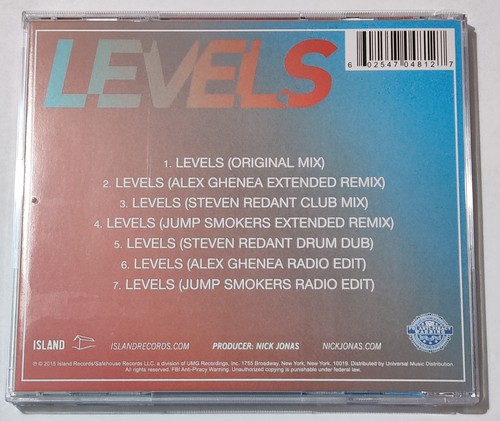 LEVELS
6 02547 04812 7
1. LEVELS (ORIGINAL MIX)
2. LEVELS (ALEX GHENEA EXTENDED REMIX)
3. LEVELS (STEVEN REDANT CLUB MIX)
4. LEVELS (JUMP SMOKERS EXTENDED REMIX)
5. LEVELS (STEVEN REDANT DRUM DUB)
6. LEVELS (ALEX GHENEA RADIO EDIT)
7. LEVELS (JUMP SMOKERS RADIO EDIT)
ISLAND ISLANDRECORDS.COM PRODUCER: NICK JONAS NICKJONAS.COM
℗ © 2015 Island Records/Safehouse Records LLC, a division of UMG Recordings, Inc. 1755 Broadway, New York, New York, 10019. Distributed by Universal Music Distribution.
All rights reserved. FBI Anti-Piracy Warning. Unauthorized copying is punishable under federal law.